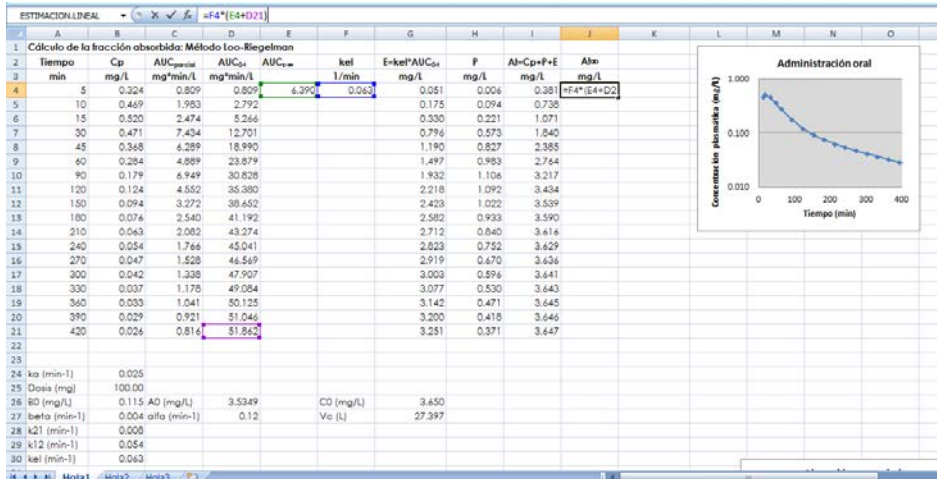 ESTIMACION.LINEAL =F4*(E4+D21)
A B C D E F G H I J K L M N O
1 Cálculo de la fracción absorbida: Método Loo-Riegelman
2 Tiempo Cp AUCparcial AUC0-t AUCt-∞ kel E=kel*AUC0-t P At=Cp+P+E A∞
3 min mg/L mg*min/L mg*min/L 1/min mg/L mg/L mg/L mg/L
4 5 0.324 0.809 0.809 6.390 0.063 0.051 0.006 0.381 =F4*(E4+D2
5 10 0.469 1.983 2.792 0.175 0.094 0.738
6 15 0.520 2.474 5.266 0.330 0.221 1.071
7 30 0.471 7.434 12.701 0.796 0.573 1.840
8 45 0.368 6.289 18.990 1.190 0.827 2.385
9 60 0.284 4.889 23.879 1.497 0.983 2.764
10 90 0.179 6.949 30.828 1.932 1.106 3.217
11 120 0.124 4.552 35.380 2.218 1.092 3.434
12 150 0.094 3.272 38.652 2.423 1.022 3.539
13 180 0.076 2.540 41.192 2.582 0.933 3.590
14 210 0.063 2.082 43.274 2.712 0.840 3.616
15 240 0.054 1.766 45.041 2.823 0.752 3.629
16 270 0.047 1.528 46.569 2.919 0.670 3.636
17 300 0.042 1.338 47.907 3.003 0.596 3.641
18 330 0.037 1.178 49.084 3.077 0.530 3.643
19 360 0.033 1.041 50.125 3.142 0.471 3.645
20 390 0.029 0.921 51.046 3.200 0.418 3.646
21 420 0.026 0.816 51.862 3.251 0.371 3.647
22
23
24 ka (min-1) 0.025
25 Dosis (mg) 100.00
26 B0 (mg/L) 0.115 A0 (mg/L) 3.5349 C0 (mg/L) 3.650
27 beta (min-1) 0.004 alfa (min-1) 0.12 Vc (L) 27.397
28 k21 (min-1) 0.008
29 k12 (min-1) 0.054
30 kel (min-1) 0.063
Hoja1 Hoja2 Hoja3
Administración oral
Concentración plasmática (mg/L)
1.000
0.100
0.010
0 100 200 300 400
Tiempo (min)